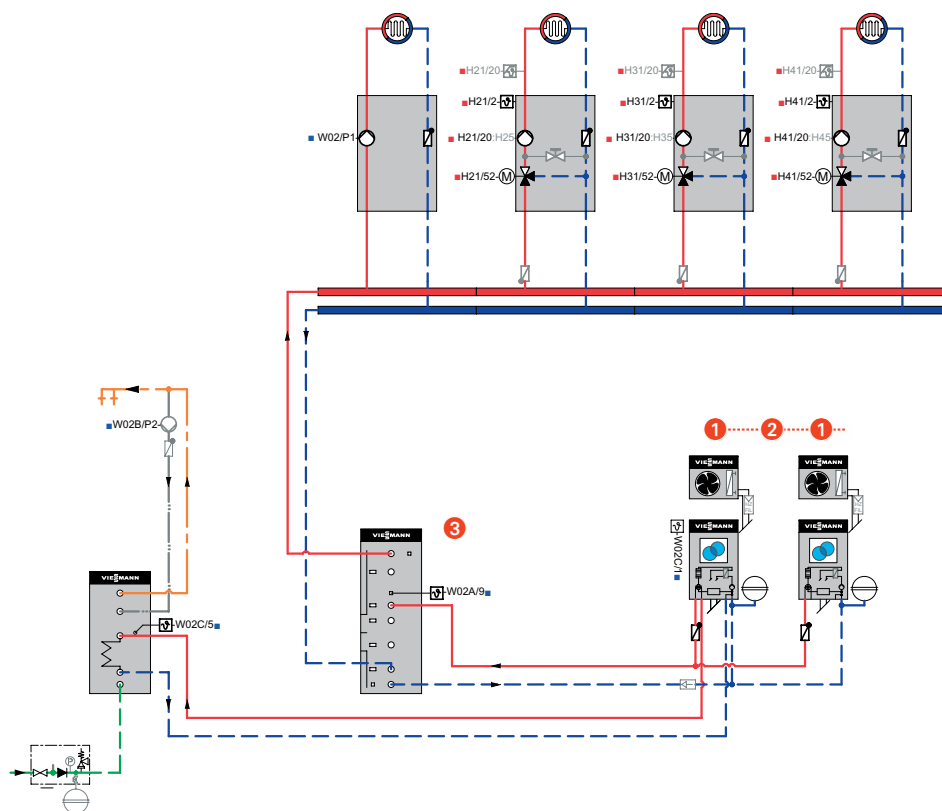 H21/20
H31/20
H41/20
H21/2
H31/2
H41/2
W02/P1
H21/20:H25
H31/20:H35
H41/20:H45
H21/52
M
H31/52
M
H41/52
M
W02B/P2
1
2
1
VIESMANN
VIESMANN
3
VIESMANN
VIESMANN
VIESMANN
W02C/1
VIESMANN
W02A/9
W02C/5
P